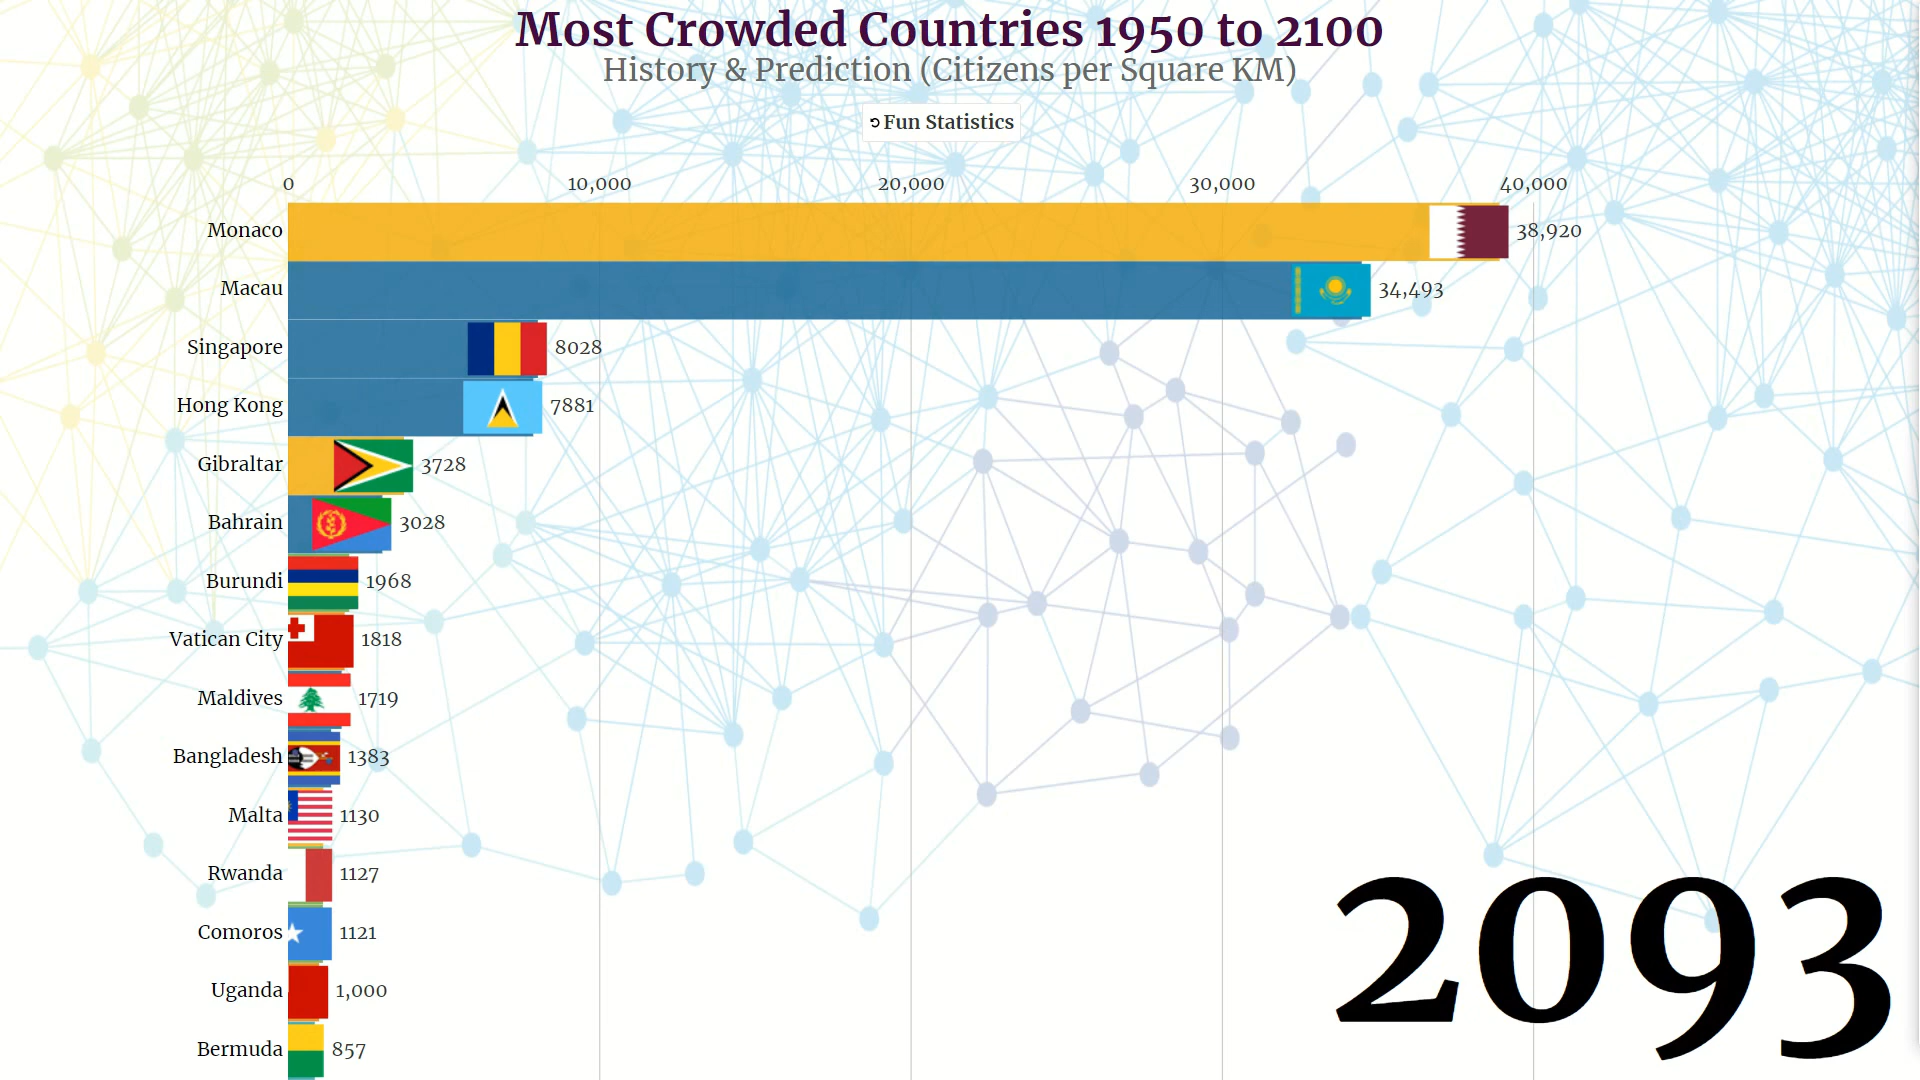 Most Crowded Countries 1950 to 2100
History & Prediction (Citizens per Square KM)
Fun Statistics
0 10,000 20,000 30,000 40,000
Monaco 38,920
Macau 34,493
Singapore 8028
Hong Kong 7881
Gibraltar 3728
Bahrain 3028
Burundi 1968
Vatican City 1818
Maldives 1719
Bangladesh 1383
Malta 1130
Rwanda 1127
Comoros 1121
Uganda 1,000
Bermuda 857
2093